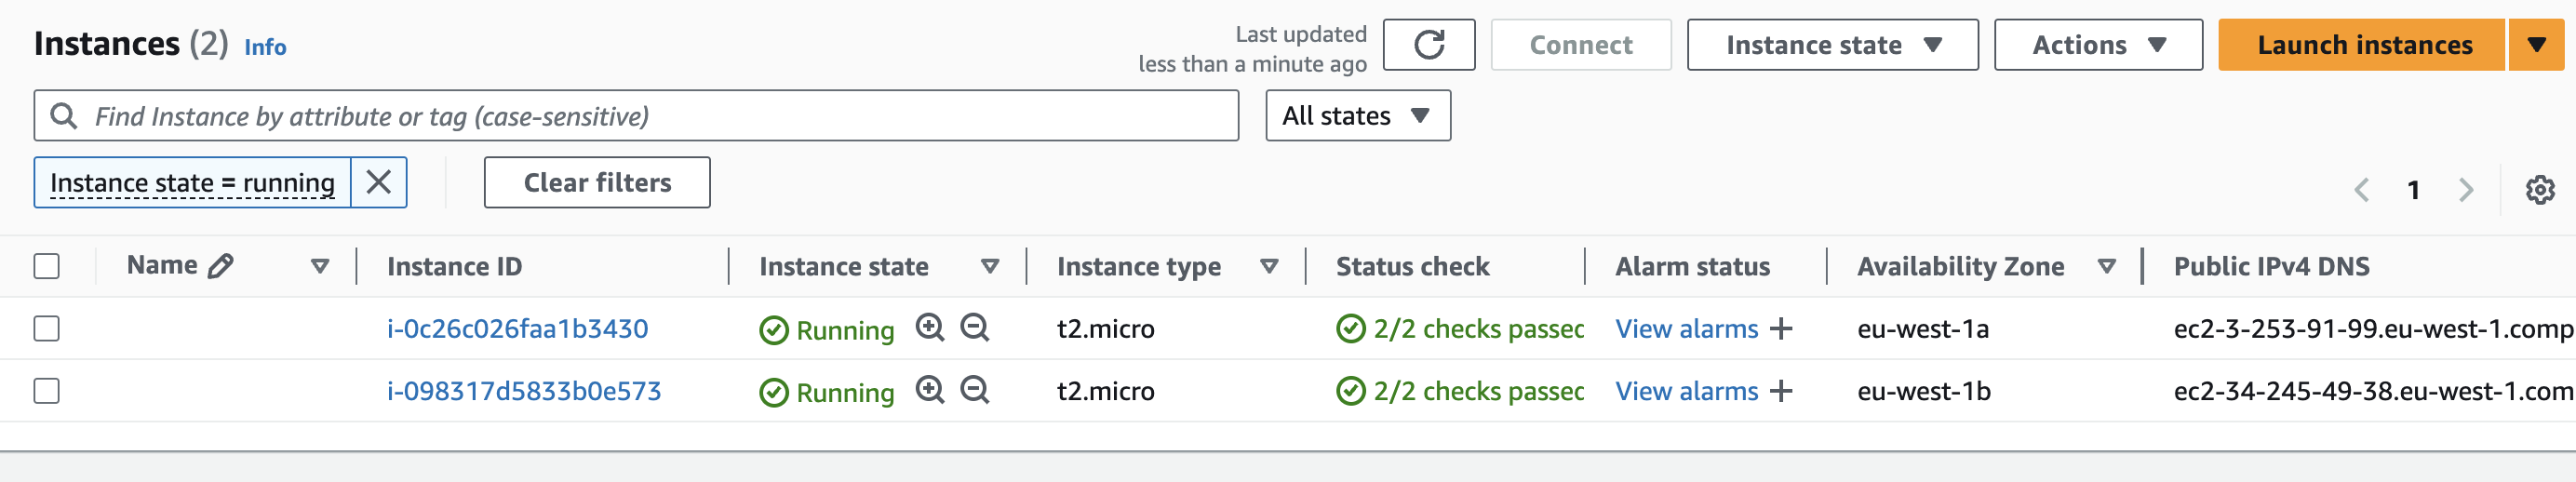 Instances (2) Info
Last updated
less than a minute ago
Connect
Instance state
Actions
Launch instances
Find Instance by attribute or tag (case-sensitive)
All states
Instance state = running
Clear filters
1
Name Instance ID Instance state Instance type Status check Alarm status Availability Zone Public IPv4 DNS
i-0c26c026faa1b3430 Running t2.micro 2/2 checks passec View alarms + eu-west-1a ec2-3-253-91-99.eu-west-1.comp
i-098317d5833b0e573 Running t2.micro 2/2 checks passec View alarms + eu-west-1b ec2-34-245-49-38.eu-west-1.com